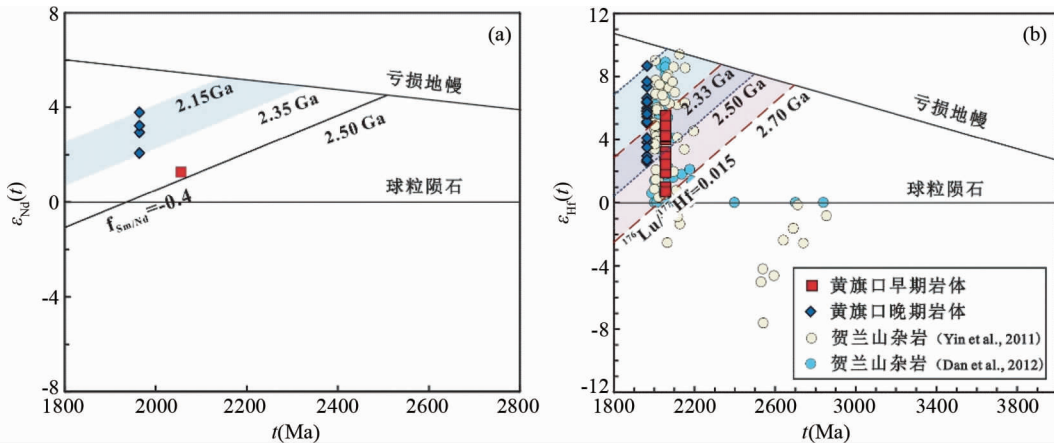 (a)
8
4
0
-4
-8
ε_Nd(t)
亏损地幔
2.15Ga
2.35 Ga
2.50 Ga
球粒陨石
f_Sm/Nd=-0.4
1800 2000 2200 2400 2600 2800
t(Ma)
(b)
12
8
4
0
-4
-8
-12
ε_Hf(t)
2.33 Ga
2.50 Ga
2.70 Ga
亏损地幔
球粒陨石
¹⁷⁶Lu/¹⁷⁷Hf=0.015
黄旗口早期岩体
黄旗口晚期岩体
贺兰山杂岩 (Yin et al., 2011)
贺兰山杂岩 (Dan et al., 2012)
1800 2200 2600 3000 3400 3800
t(Ma)